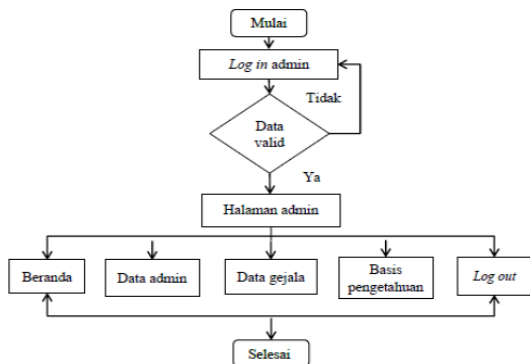 Mulai
Log in admin
Tidak
Data
valid
Ya
Halaman admin
Beranda
Data admin
Data gejala
Basis
pengetahuan
Log out
Selesai